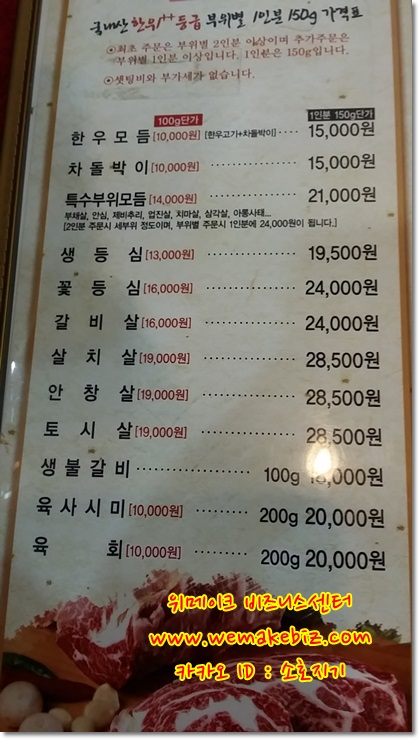 국내산 한우1++등급 부위별 1인분 150g 가격표
⊙최초 주문은 부위별 2인분 이상이며 추가주문은
부위별 1인분 이상입니다. 1인분은 150g입니다.
⊙셋팅비와 부가세가 없습니다.
100g단가 1인분 150g단가
한우모듬[10,000원] [한우고기+차돌박이]···· 15,000원
차돌박이[10,000원] ············ 15,000원
특수부위모듬[14,000원] ············ 21,000원
부채살, 안심, 제비추리, 업진살, 치마살, 삼각살, 아롱사태...
[2인분 주문시 세부위 정도이며, 부위별 주문시 1인분에 24,000원이 됩니다.]
생등심[13,000원] ············ 19,500원
꽃등심[16,000원] ············ 24,000원
갈비살[16,000원] ············ 24,000원
살치살[19,000원] ············ 28,500원
안창살[19,000원] ············ 28,500원
토시살[19,000원] ············ 28,500원
생불갈비 ············ 100g 000원
육사시미[10,000원] ········ 200g 20,000원
육회[10,000원] ········ 200g 20,000원
위메이크 비즈니스센터
www.wemakebiz.com
카카오 ID : 소호지기